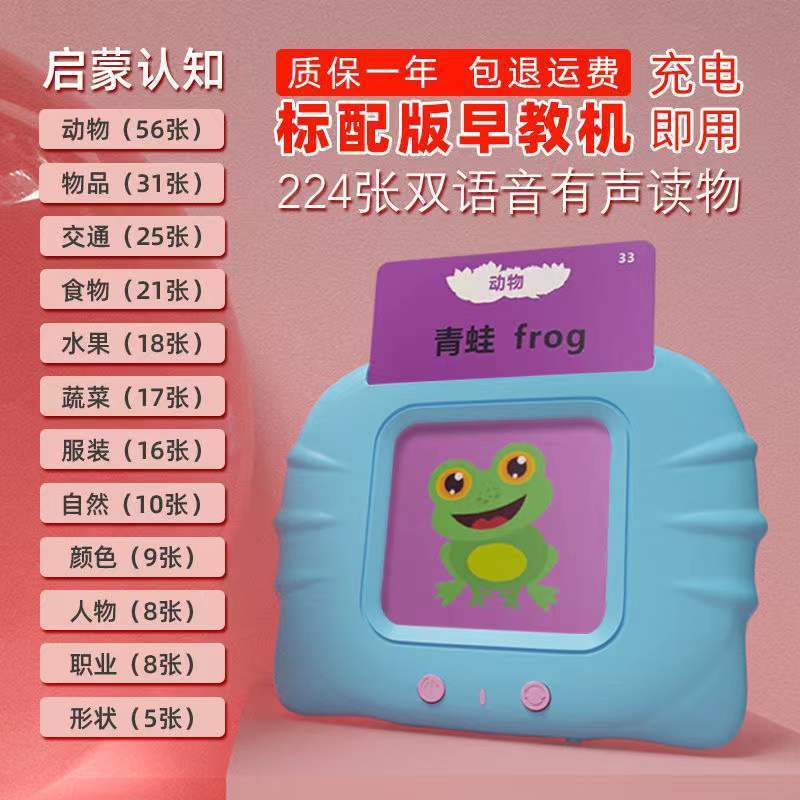 启蒙认知
动物（56张）
物品（31张）
交通（25张）
食物（21张）
水果（18张）
蔬菜（17张）
服装（16张）
自然（10张）
颜色（9张）
人物（8张）
职业（8张）
形状（5张）
质保一年 包退运费
标配版早教机
充电
即用
224张双语音有声读物
33
动物
青蛙 frog